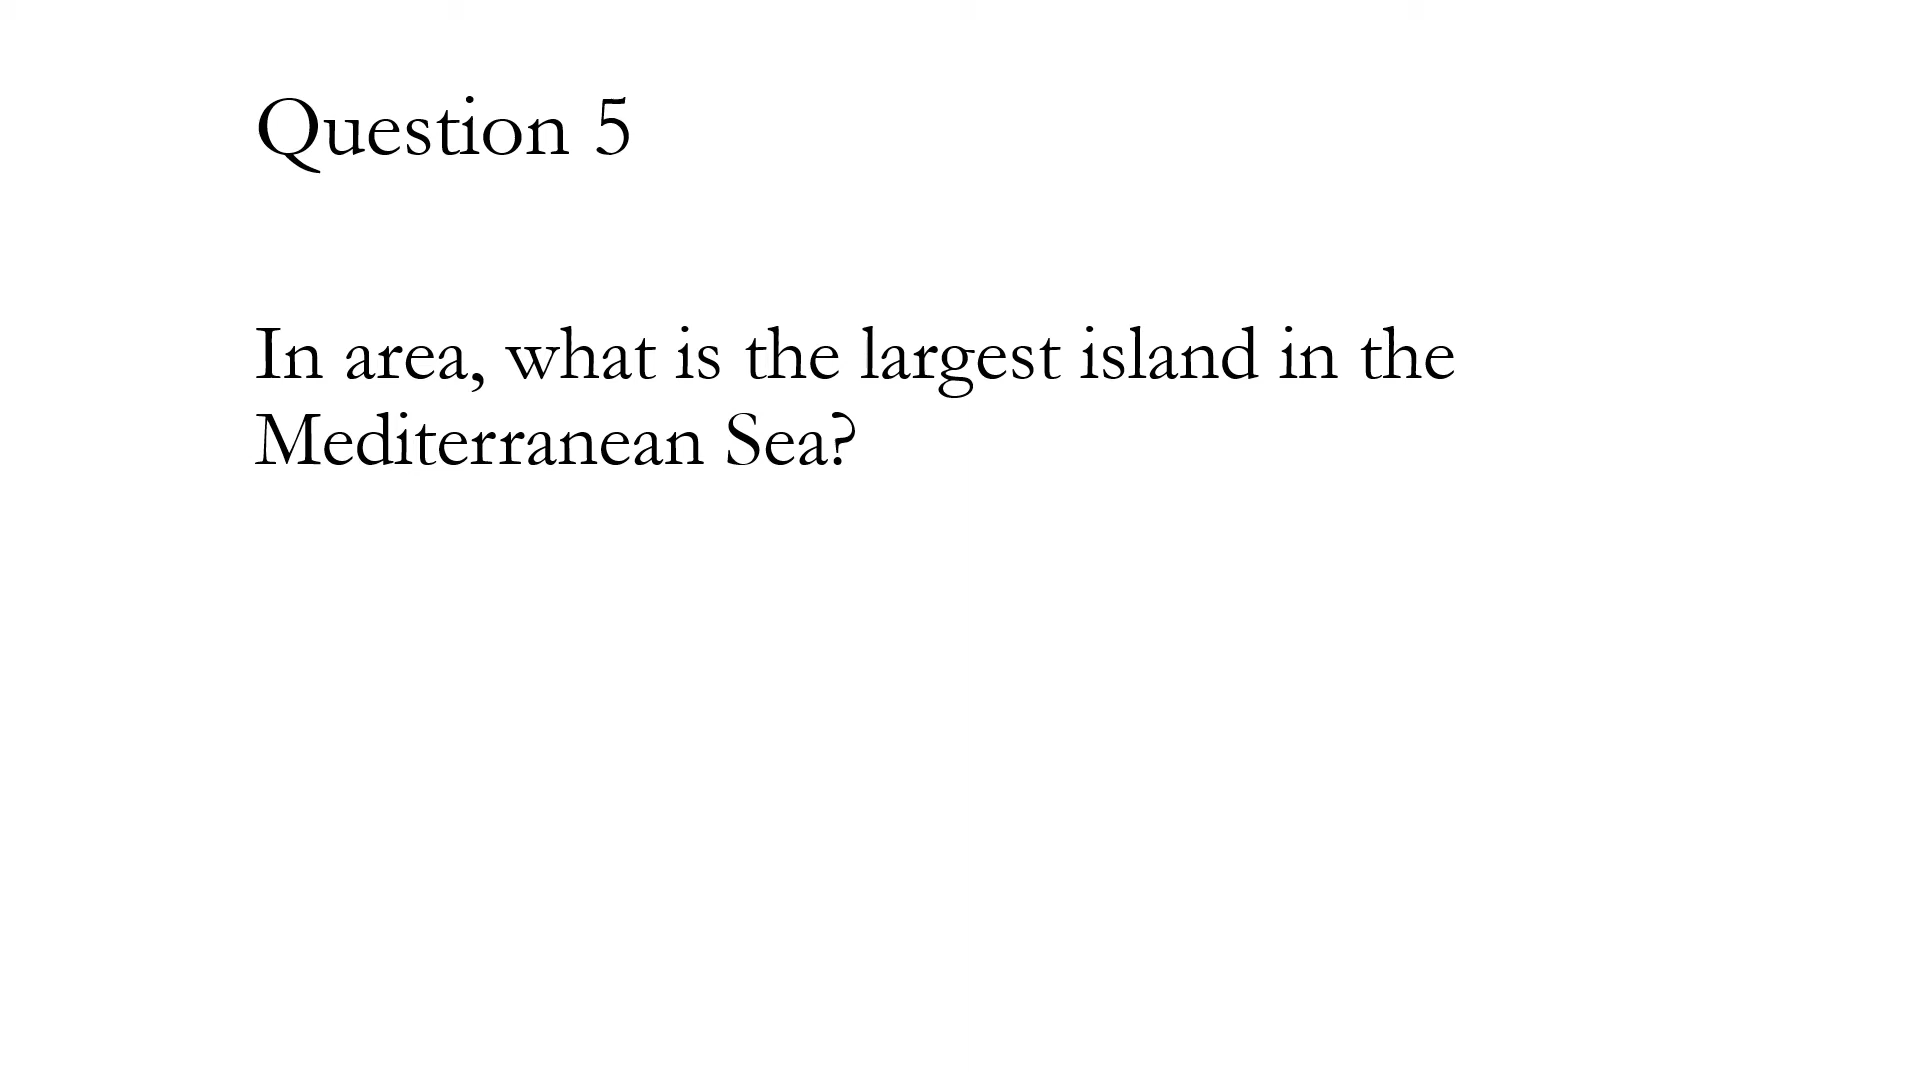 Question 5
In area, what is the largest island in the
Mediterranean Sea?